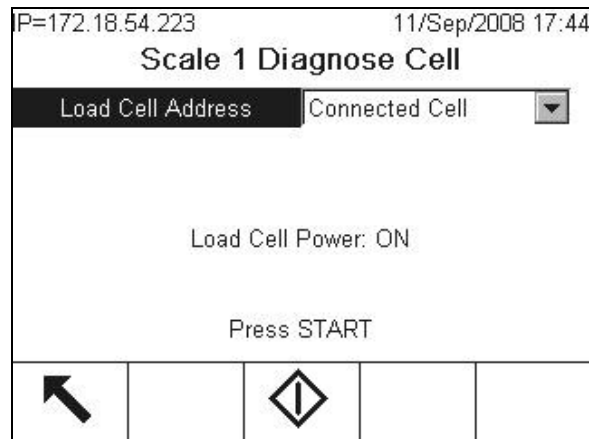 IP=172.18.54.223 11/Sep/2008 17:44
Scale 1 Diagnose Cell
Load Cell Address Connected Cell
Load Cell Power: ON
Press START